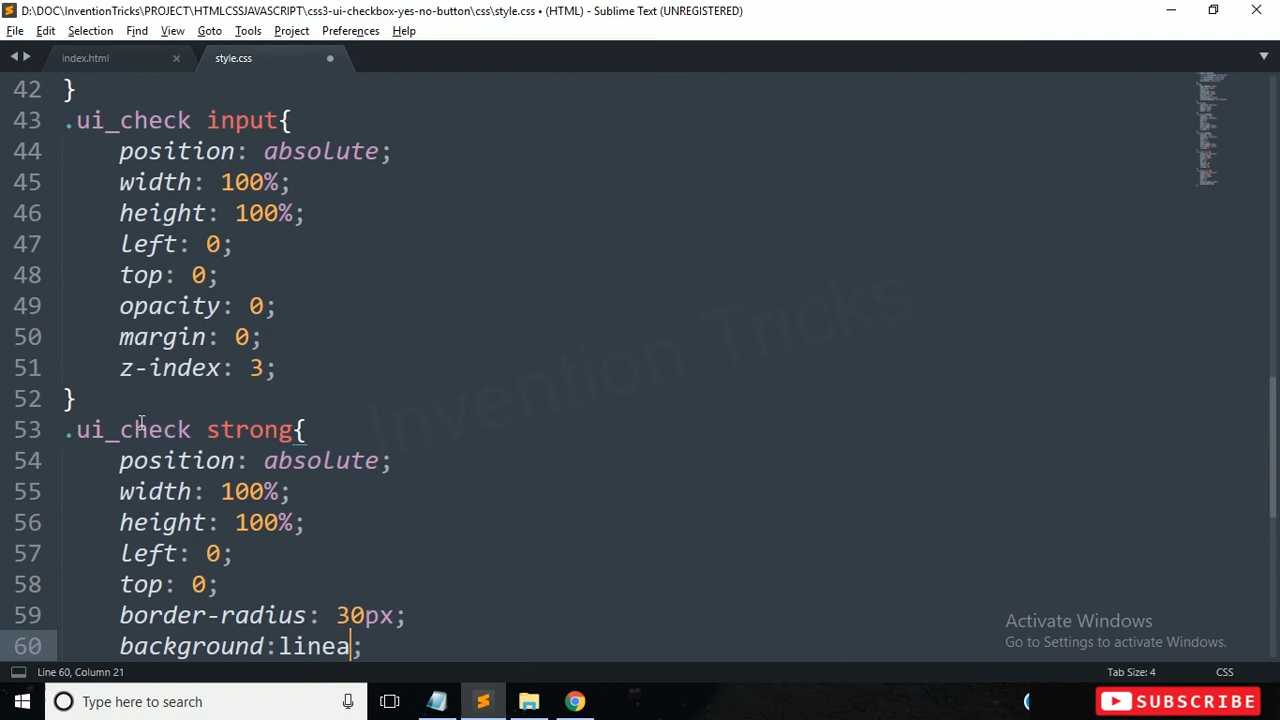 D:\DOC\InventionTricks\PROJECT\HTMLCSSJAVASCRIPT\css3-ui-checkbox-yes-no-button\css\style.css • (HTML) - Sublime Text (UNREGISTERED)
File Edit Selection Find View Goto Tools Project Preferences Help
index.html style.css
42 }
43 .ui_check input{
44 position: absolute;
45 width: 100%;
46 height: 100%;
47 left: 0;
48 top: 0;
49 opacity: 0;
50 margin: 0;
51 z-index: 3;
52 }
53 .ui_check strong{
54 position: absolute;
55 width: 100%;
56 height: 100%;
57 left: 0;
58 top: 0;
59 border-radius: 30px;
60 background:linea;
Invention Tricks
Activate Windows
Go to Settings to activate Windows.
Line 60, Column 21 Tab Size: 4 CSS
Type here to search
SUBSCRIBE